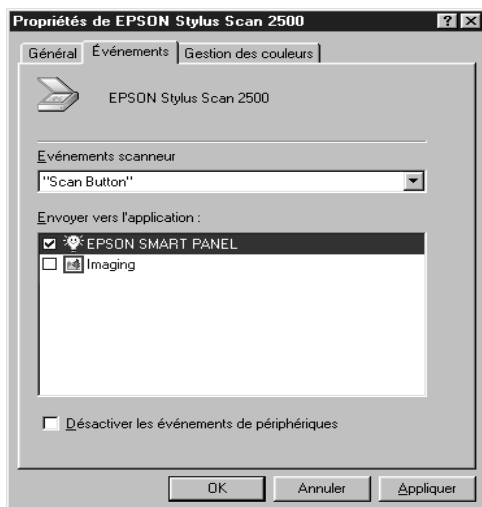 Propriétés de EPSON Stylus Scan 2500
Général Événements Gestion des couleurs
EPSON Stylus Scan 2500
Evénements scanneur
"Scan Button"
Envoyer vers l'application :
EPSON SMART PANEL
Imaging
Désactiver les événements de périphériques
OK Annuler Appliquer